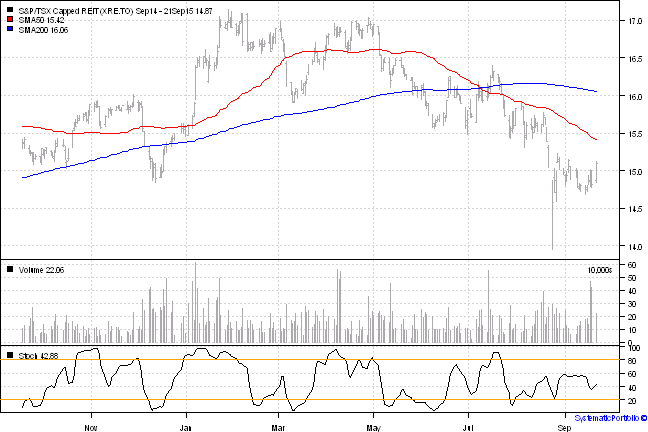 S&P/TSX Capped REIT(XRE.TO) Sep14 - 21Sep15 14.87
SMA50 15.42
SMA200 16.06
17.0
16.5
16.0
15.5
15.0
14.5
14.0
Volume 22.06
10,000s
60
50
40
30
20
10
0
Stoch 42.88
100
80
60
40
20
Nov
Jan
Mar
May
Jul
Sep
SystematicPortfolio ©